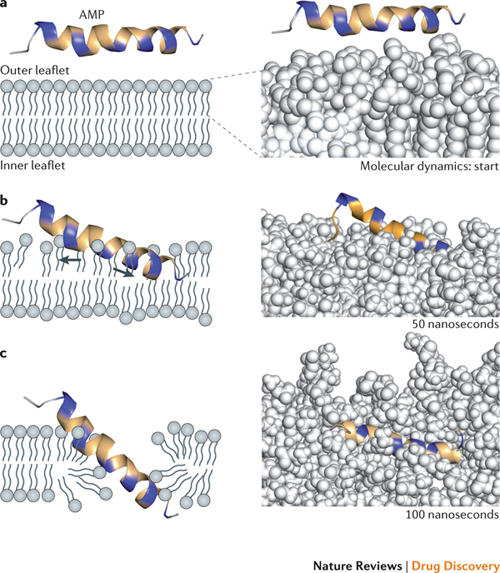 a
AMP
Outer leaflet
Inner leaflet
Molecular dynamics: start
b
50 nanoseconds
c
100 nanoseconds
Nature Reviews | Drug Discovery